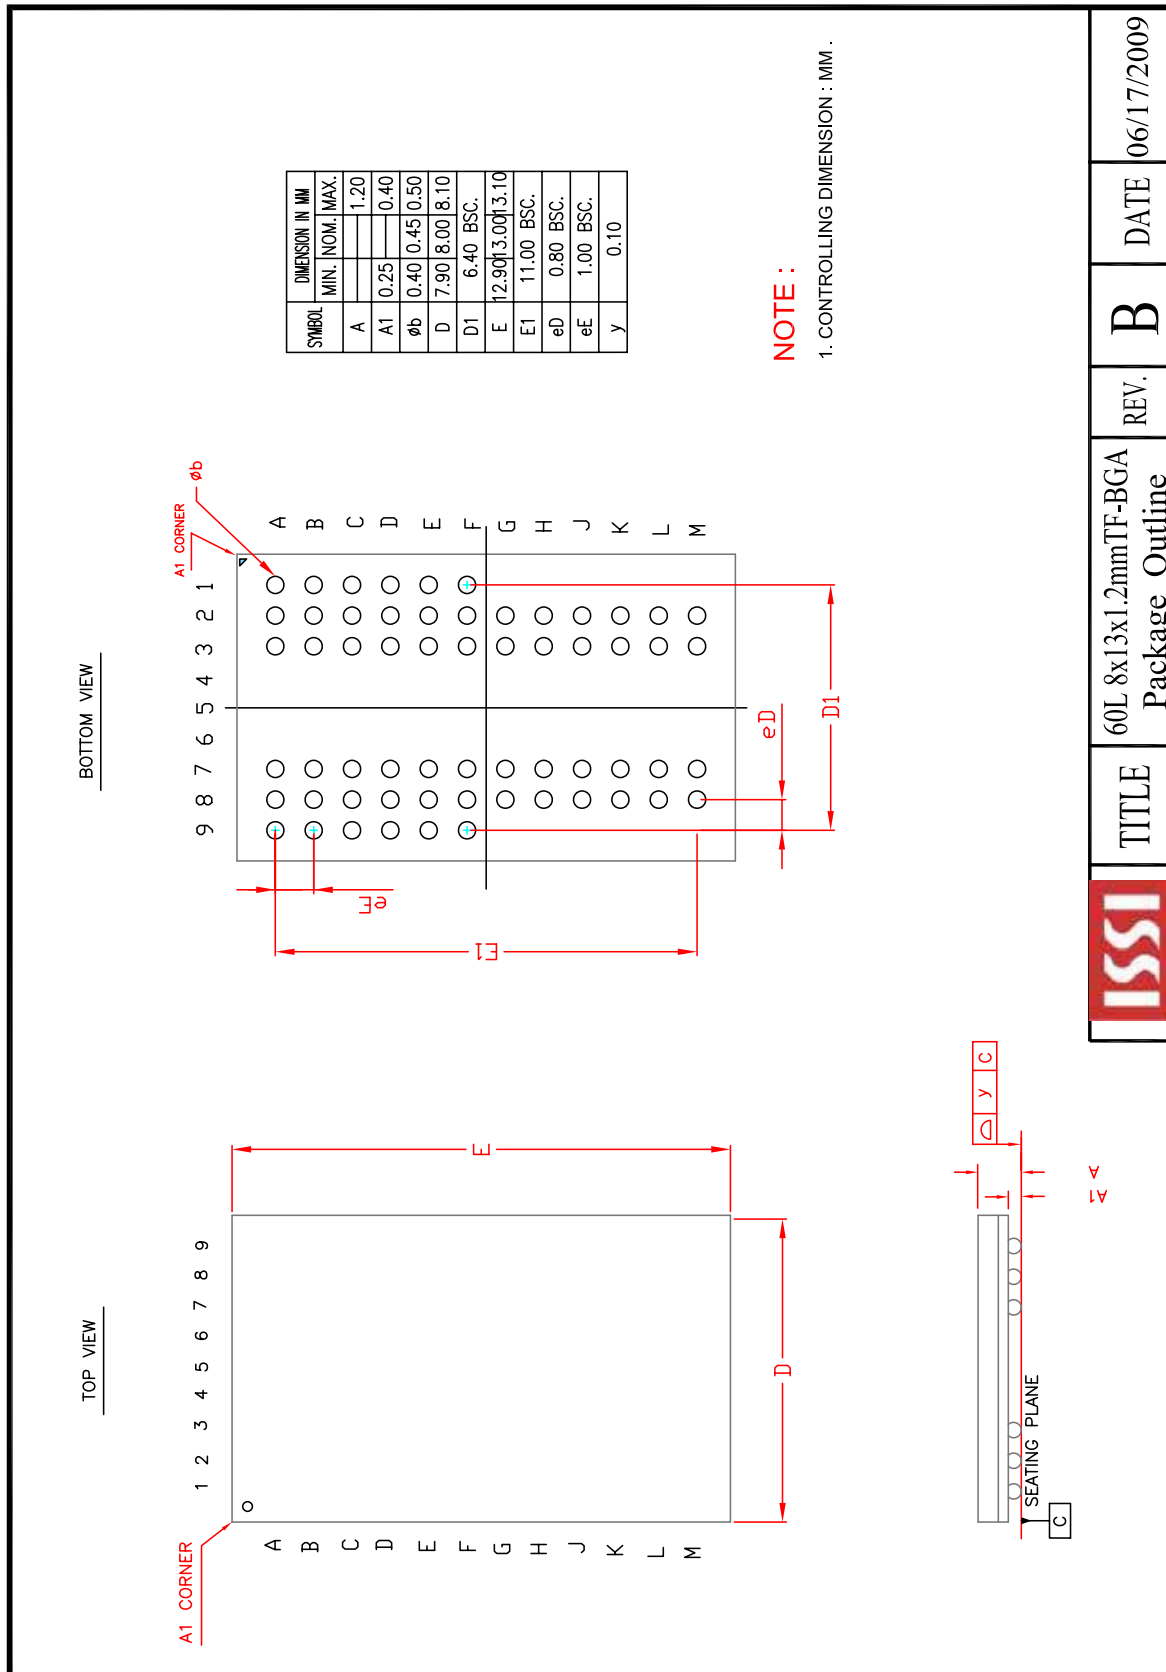 TOP VIEW
A1 CORNER
1 2 3 4 5 6 7 8 9
A
B
C
D
E
F
G
H
J
K
L
M
E
D
BOTTOM VIEW
A1 CORNER
øb
9 8 7 6 5 4 3 2 1
A
B
C
D
E
F
G
H
J
K
L
M
eE
E1
eD
D1
SYMBOL DIMENSION IN MM
MIN. NOM. MAX.
A 1.20
A1 0.25 0.40
øb 0.40 0.45 0.50
D 7.90 8.00 8.10
D1 6.40 BSC.
E 12.90 13.00 13.10
E1 11.00 BSC.
eD 0.80 BSC.
eE 1.00 BSC.
y 0.10
NOTE :
1. CONTROLLING DIMENSION : MM .
y C
A
A1
SEATING PLANE
C
ISSI
TITLE
60L 8x13x1.2mmTF-BGA
Package Outline
REV.
B
DATE
06/17/2009